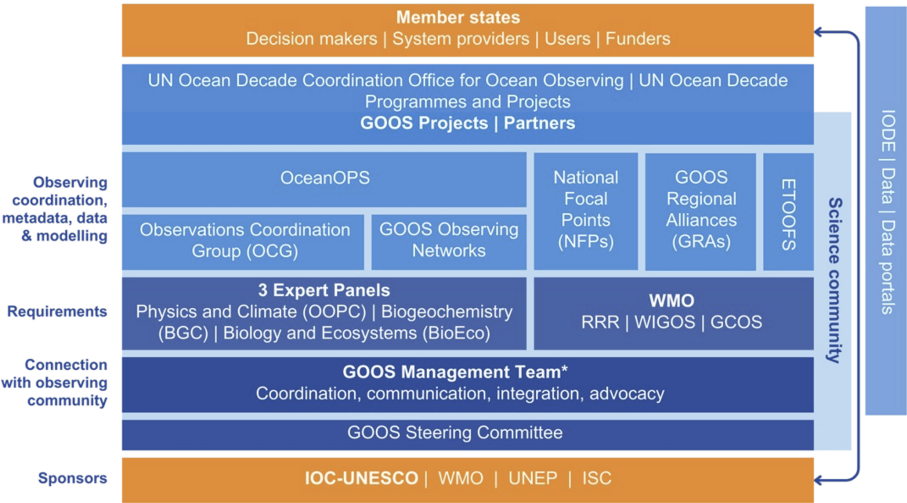 Member states
Decision makers | System providers | Users | Funders
UN Ocean Decade Coordination Office for Ocean Observing | UN Ocean Decade
Programmes and Projects
GOOS Projects | Partners
Observing
coordination,
metadata, data
& modelling
OceanOPS
Observations Coordination
Group (OCG)
GOOS Observing
Networks
National
Focal
Points
(NFPs)
GOOS
Regional
Alliances
(GRAs)
ETOOFS
Requirements
3 Expert Panels
Physics and Climate (OOPC) | Biogeochemistry
(BGC) | Biology and Ecosystems (BioEco)
WMO
RRR | WIGOS | GCOS
Connection
with observing
community
GOOS Management Team*
Coordination, communication, integration, advocacy
GOOS Steering Committee
Sponsors
IOC-UNESCO | WMO | UNEP | ISC
Science community
IODE | Data | Data portals